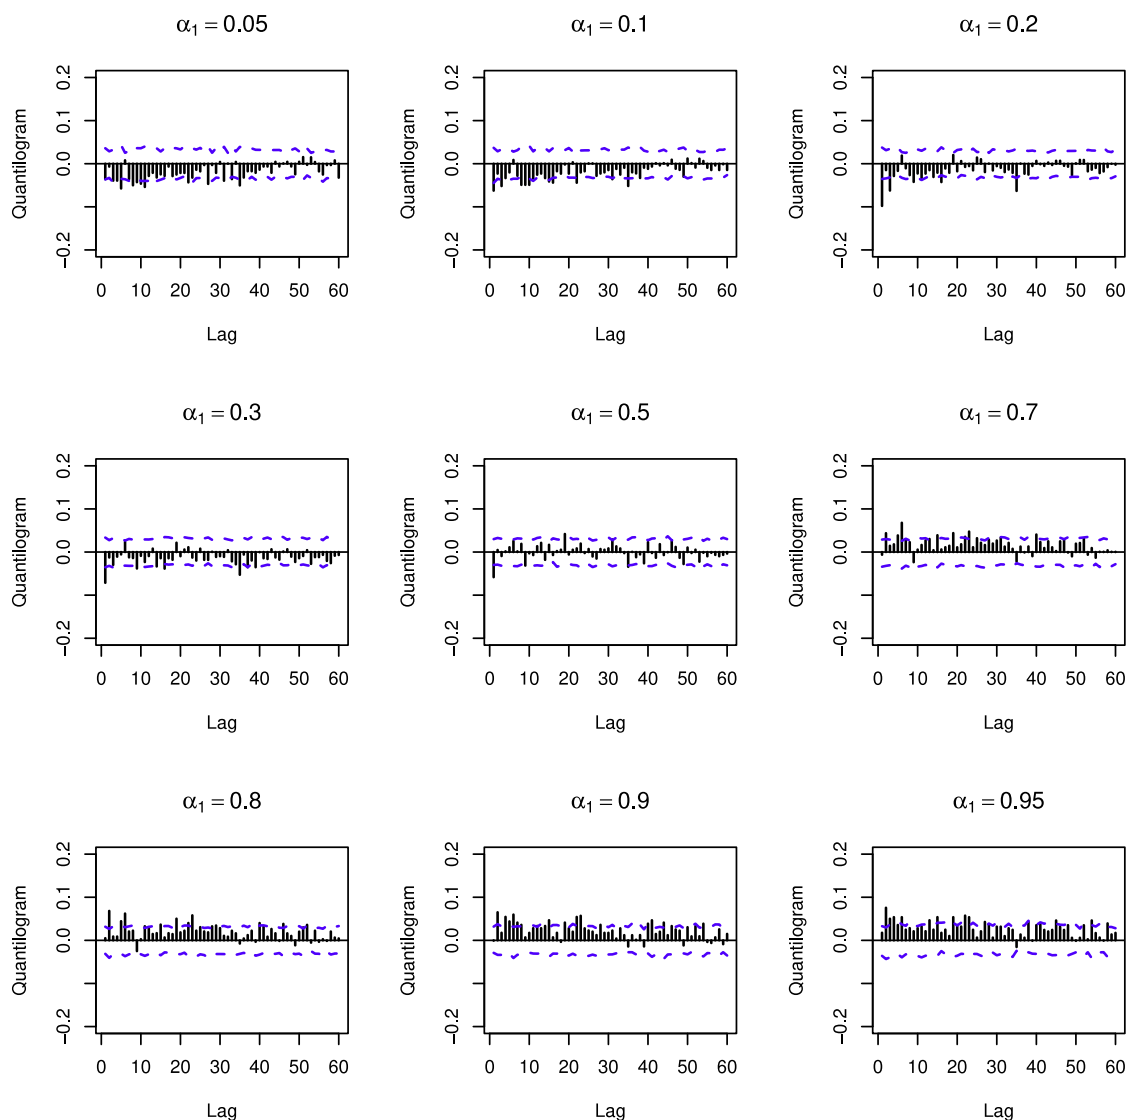 α₁ = 0.05 α₁ = 0.1 α₁ = 0.2
Quantilogram Quantilogram Quantilogram
0.2 0.2 0.2
0.1 0.1 0.1
0.0 0.0 0.0
−0.2 −0.2 −0.2
0 10 20 30 40 50 60 0 10 20 30 40 50 60 0 10 20 30 40 50 60
Lag Lag Lag
α₁ = 0.3 α₁ = 0.5 α₁ = 0.7
Quantilogram Quantilogram Quantilogram
0.2 0.2 0.2
0.1 0.1 0.1
0.0 0.0 0.0
−0.2 −0.2 −0.2
0 10 20 30 40 50 60 0 10 20 30 40 50 60 0 10 20 30 40 50 60
Lag Lag Lag
α₁ = 0.8 α₁ = 0.9 α₁ = 0.95
Quantilogram Quantilogram Quantilogram
0.2 0.2 0.2
0.1 0.1 0.1
0.0 0.0 0.0
−0.2 −0.2 −0.2
0 10 20 30 40 50 60 0 10 20 30 40 50 60 0 10 20 30 40 50 60
Lag Lag Lag